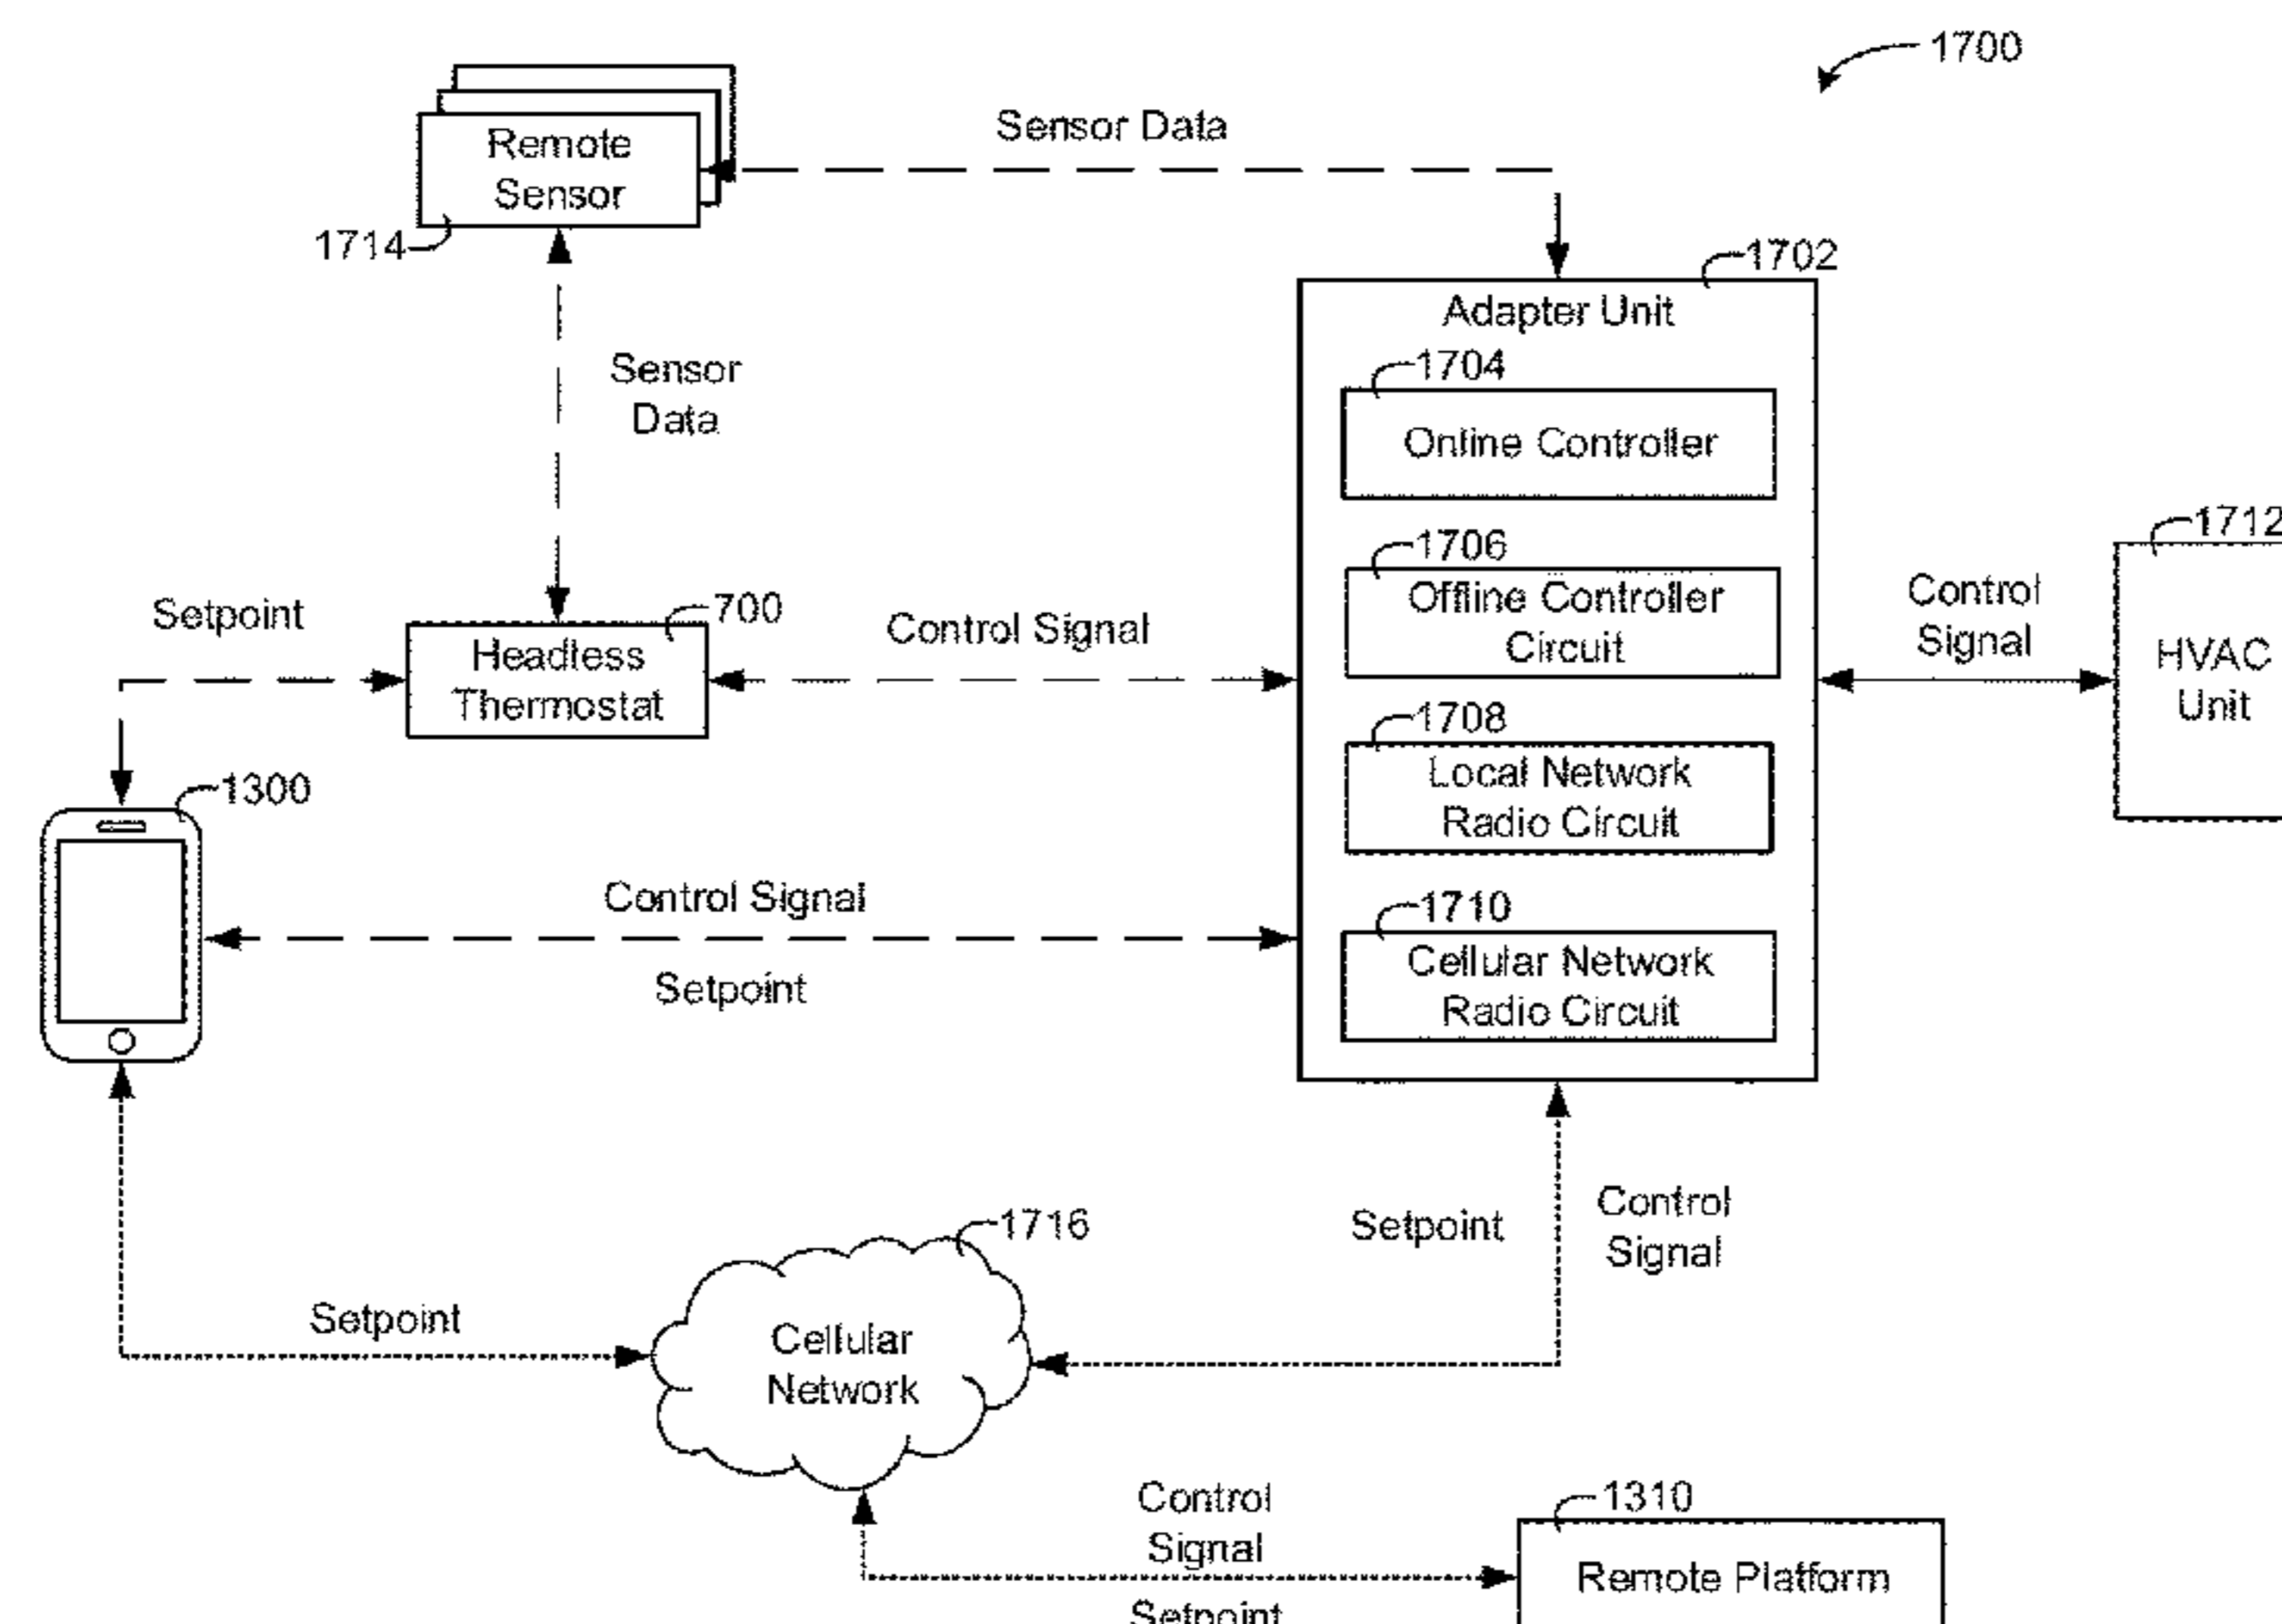 1700
Remote
Sensor
1714
Sensor Data
1702
Adapter Unit
1704
Online Controller
1706
Offline Controller
Circuit
1708
Local Network
Radio Circuit
1710
Cellular Network
Radio Circuit
Sensor
Data
Setpoint
700
Headless
Thermostat
Control Signal
1712
Control
Signal
HVAC
Unit
1300
Control Signal
Setpoint
1716
Setpoint
Control
Signal
Setpoint
Cellular
Network
Control
Signal
Setpoint
1310
Remote Platform